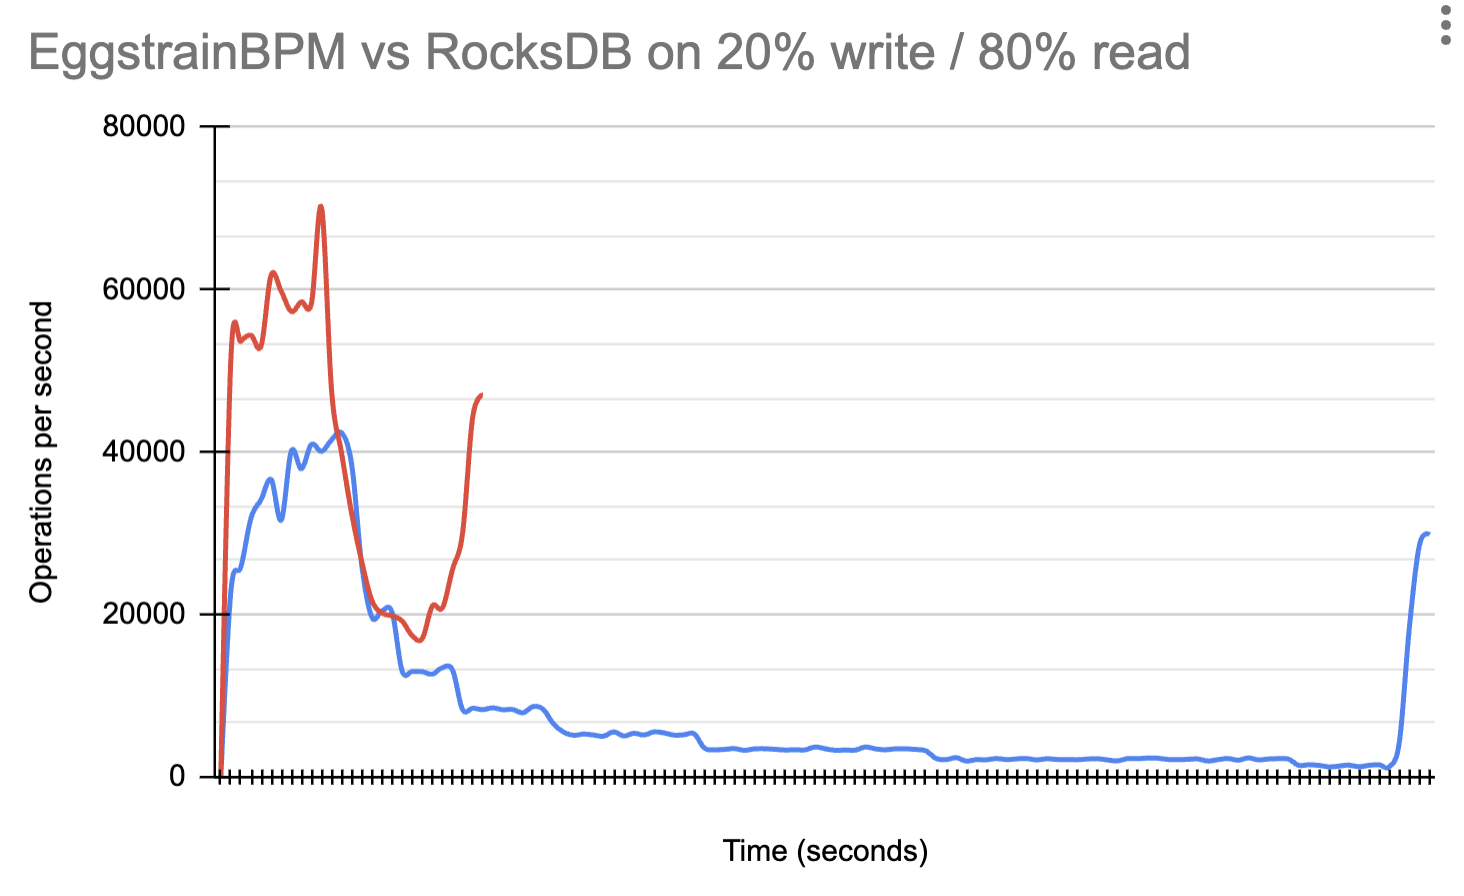 EggstrainBPM vs RocksDB on 20% write / 80% read
Operations per second
80000
60000
40000
20000
0
Time (seconds)